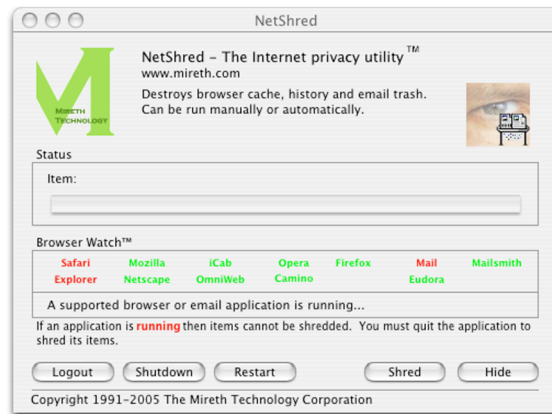 NetShred
NetShred – The Internet privacy utility™
www.mireth.com
Destroys browser cache, history and email trash.
Can be run manually or automatically.
MIRETH
TECHNOLOGY
Status
Item:
Browser Watch™
Safari Mozilla iCab Opera Firefox Mail Mailsmith
Explorer Netscape OmniWeb Camino Eudora
A supported browser or email application is running...
If an application is running then items cannot be shredded. You must quit the application to
shred its items.
Logout Shutdown Restart Shred Hide
Copyright 1991-2005 The Mireth Technology Corporation